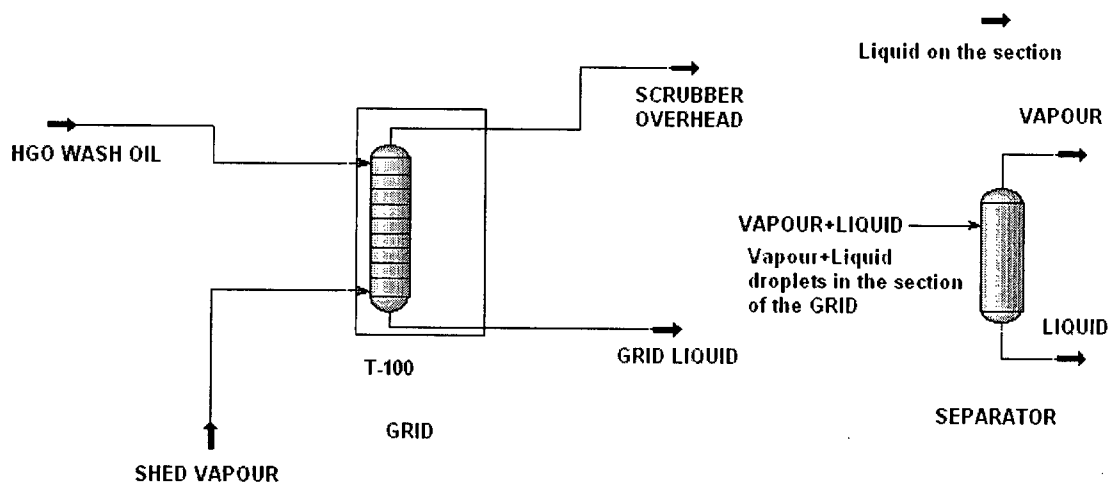 HGO WASH OIL
SCRUBBER
OVERHEAD
T-100
GRID
GRID LIQUID
SHED VAPOUR
Liquid on the section
VAPOUR
VAPOUR+LIQUID
Vapour+Liquid
droplets in the section
of the GRID
LIQUID
SEPARATOR